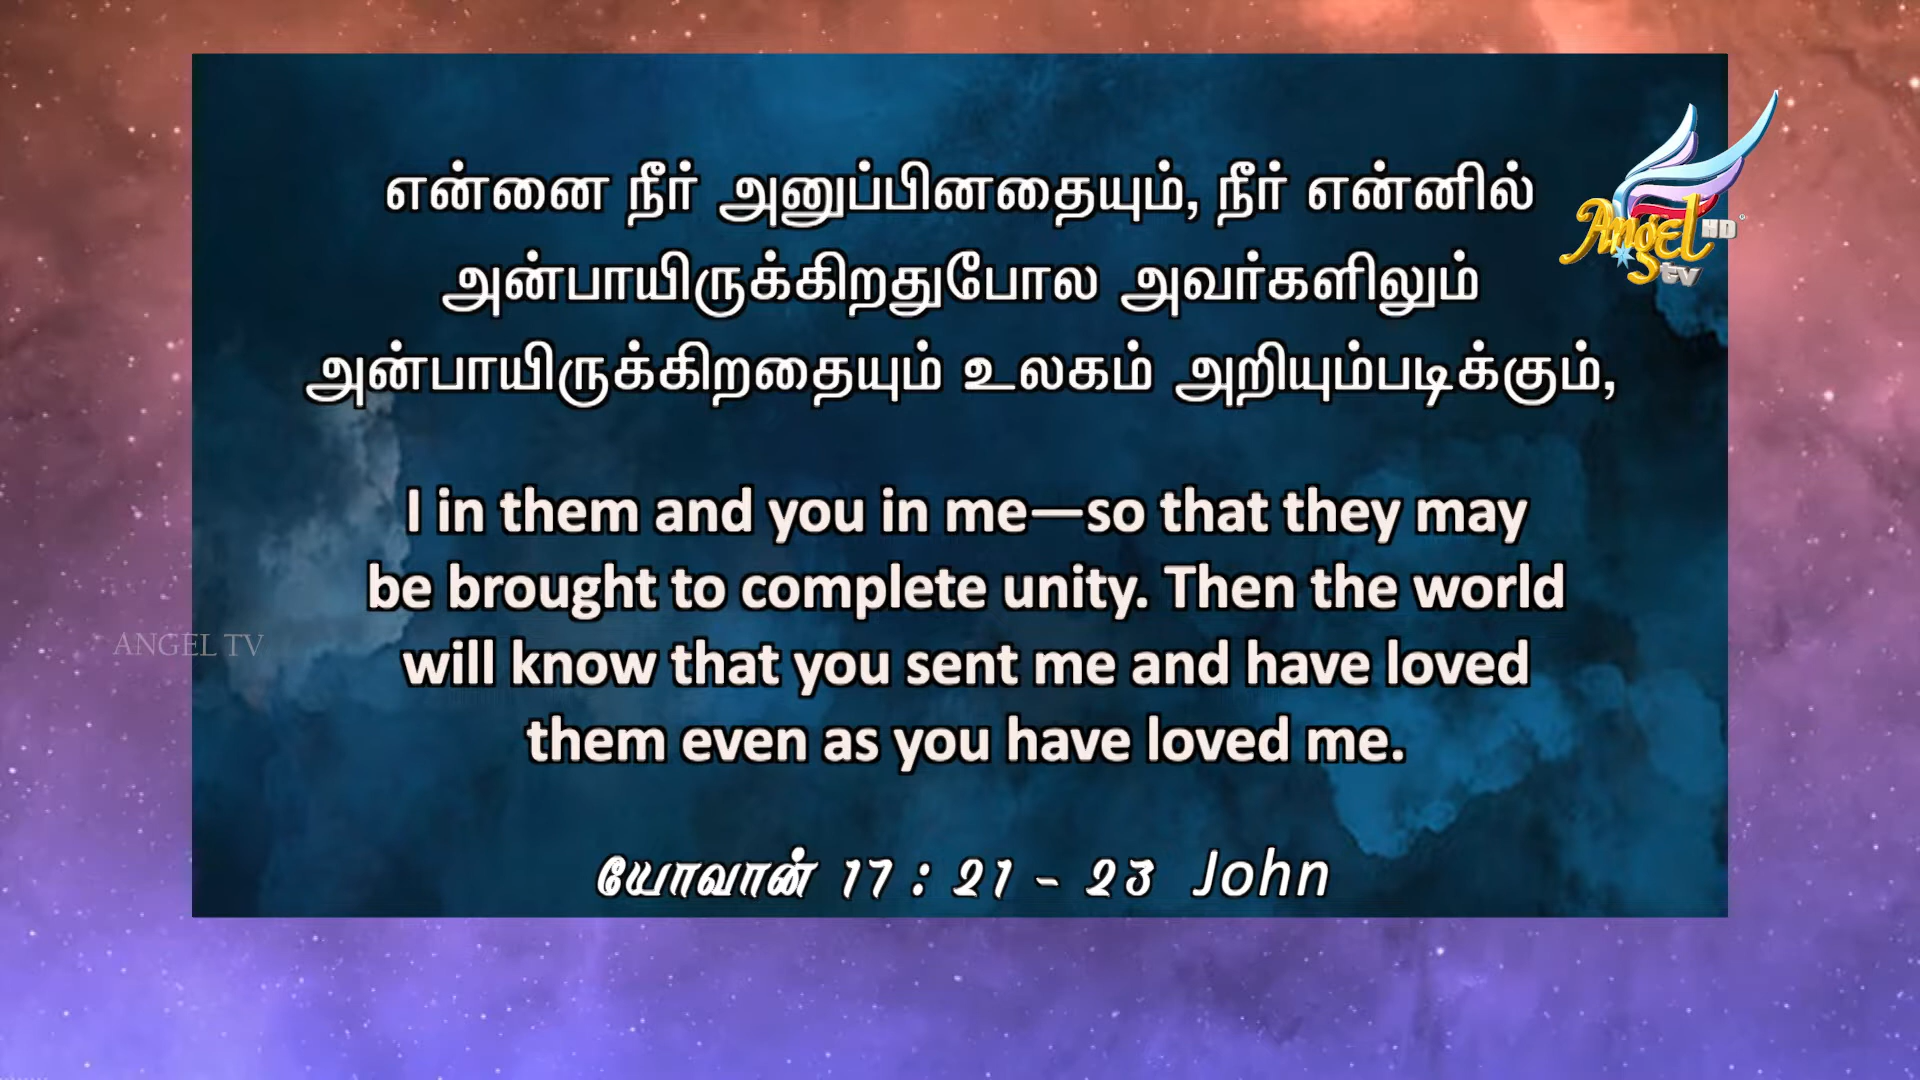 என்னை நீர் அனுப்பினதையும், நீர் என்னில்
அன்பாயிருக்கிறதுபோல அவர்களிலும்
அன்பாயிருக்கிறதையும் உலகம் அறியும்படிக்கும்,
I in them and you in me—so that they may
be brought to complete unity. Then the world
will know that you sent me and have loved
them even as you have loved me.
யோவான் 17 : 21 - 23 John
Angel HD
tv
ANGEL TV